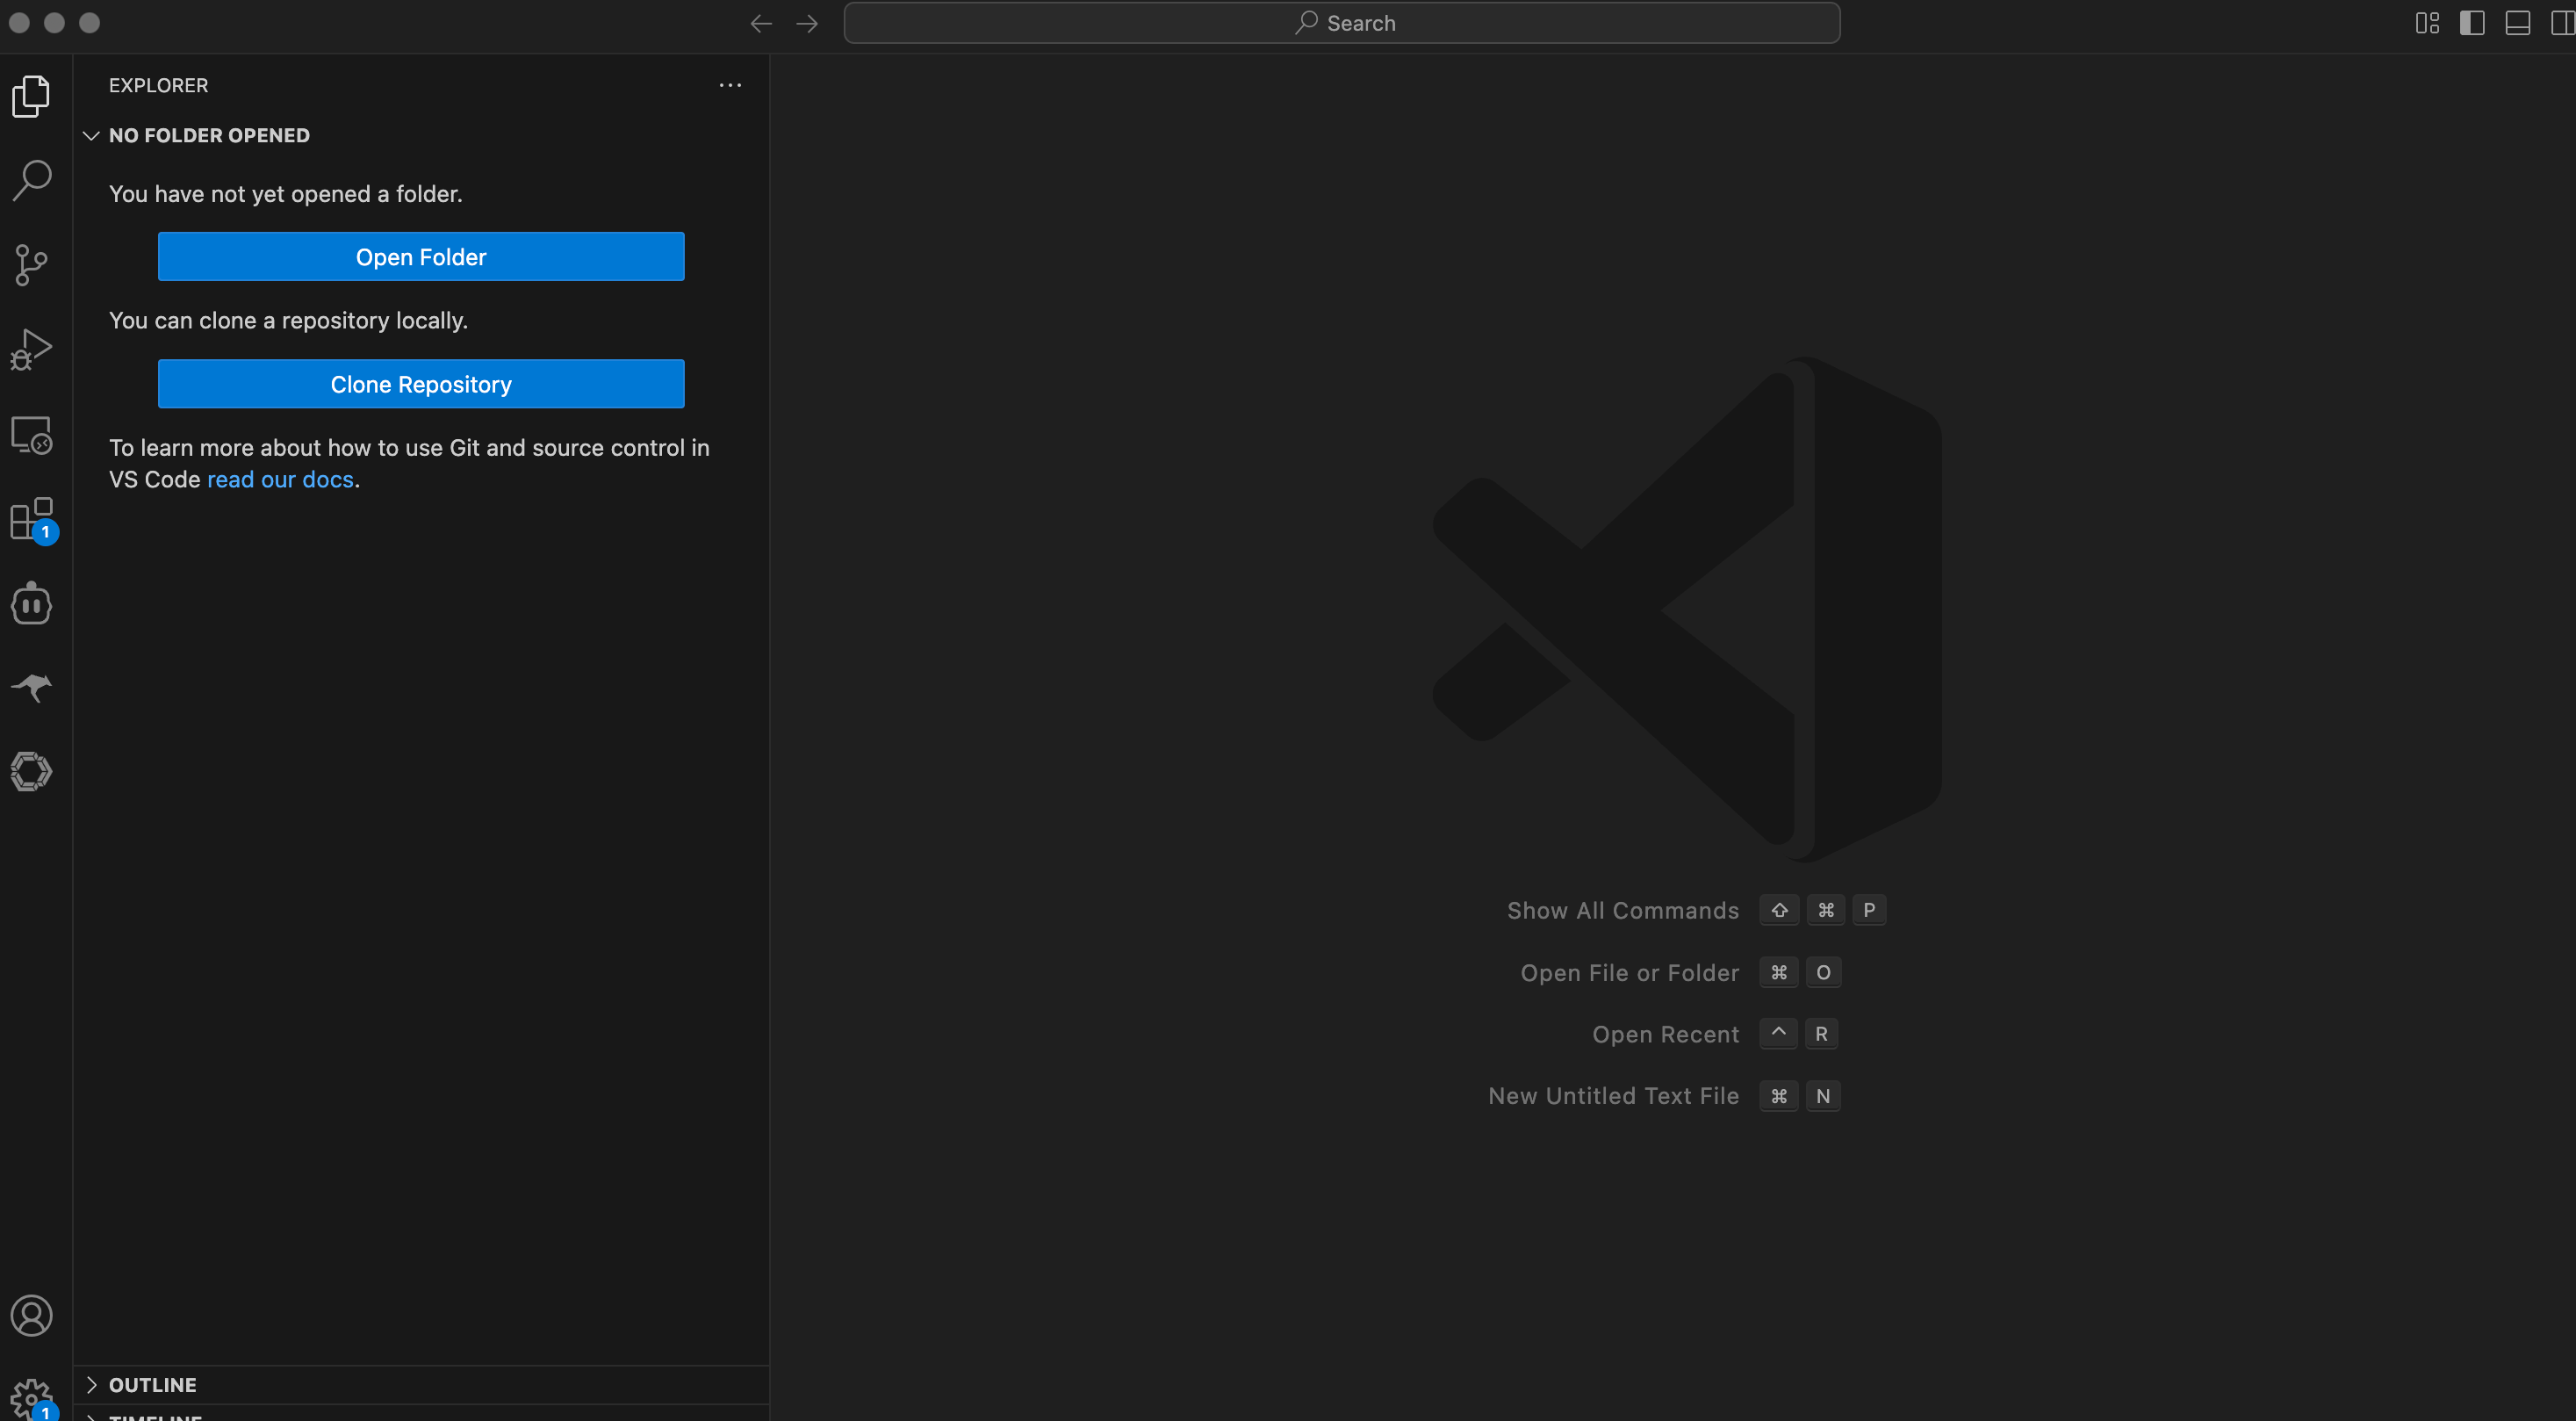 Search
EXPLORER
NO FOLDER OPENED
You have not yet opened a folder.
Open Folder
You can clone a repository locally.
Clone Repository
To learn more about how to use Git and source control in
VS Code read our docs.
1
Show All Commands ⇧ ⌘ P
Open File or Folder ⌘ O
Open Recent ^ R
New Untitled Text File ⌘ N
OUTLINE
1
TIMELINE